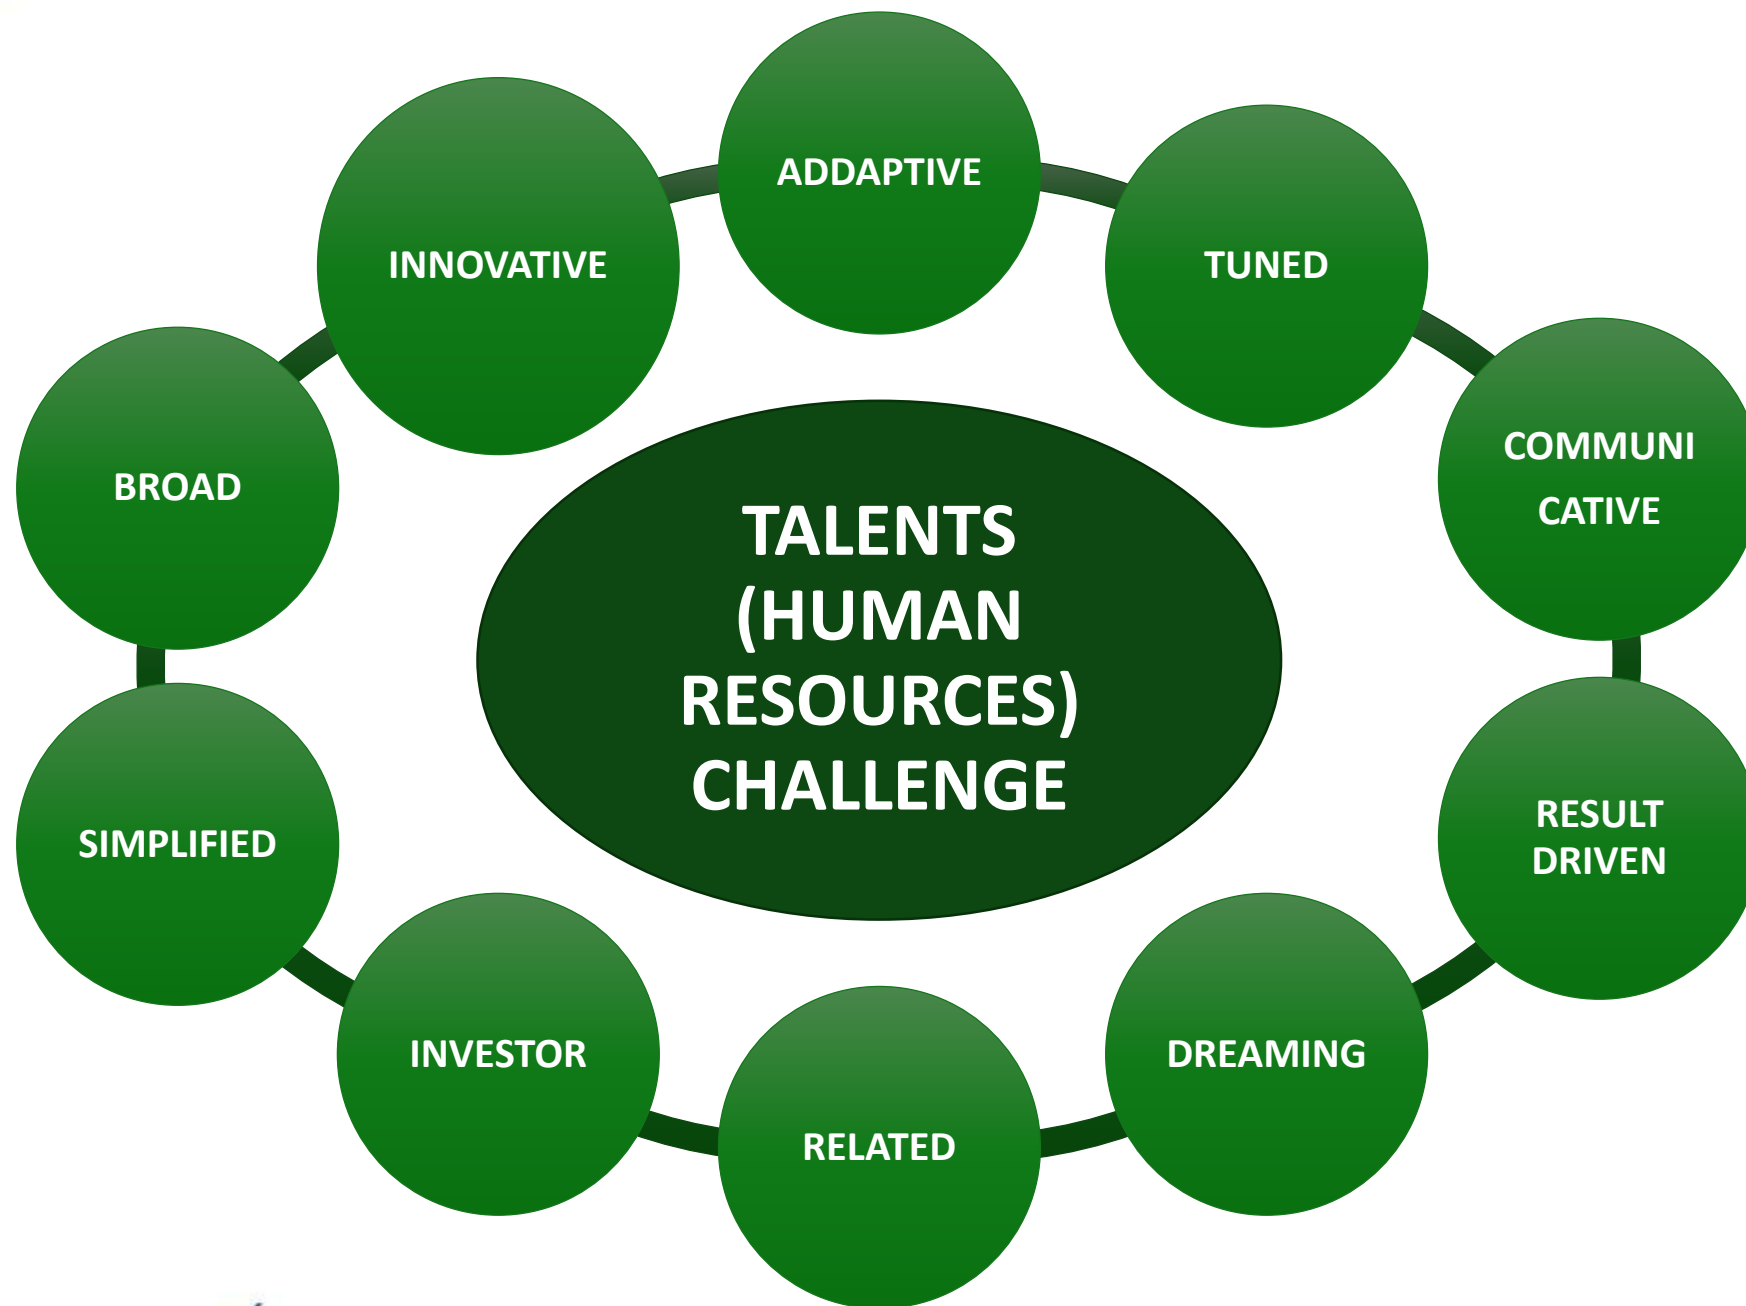 ADDAPTIVE
INNOVATIVE
TUNED
COMMUNI
CATIVE
BROAD
TALENTS
(HUMAN
RESOURCES)
CHALLENGE
RESULT
DRIVEN
SIMPLIFIED
INVESTOR
DREAMING
RELATED